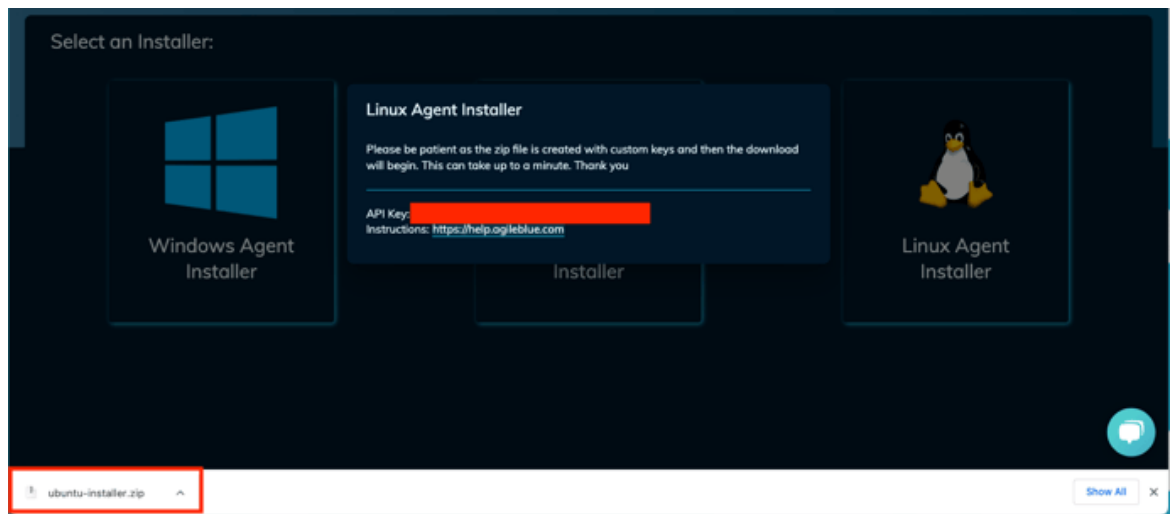 Select an Installer:
Linux Agent Installer
Please be patient as the zip file is created with custom keys and then the download
will begin. This can take up to a minute. Thank you
API Key:
Instructions: https://help.agileblue.com
Windows Agent
Installer
Installer
Linux Agent
Installer
ubuntu-installer.zip
Show All